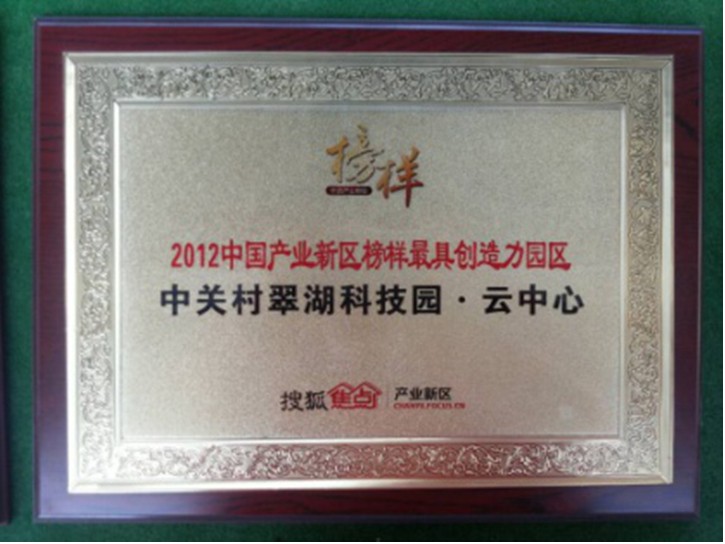 榜样
2012中国产业新区榜样最具创造力园区
中关村翠湖科技园·云中心
搜狐焦点 产业新区
CHANYE.FOCUS.CN